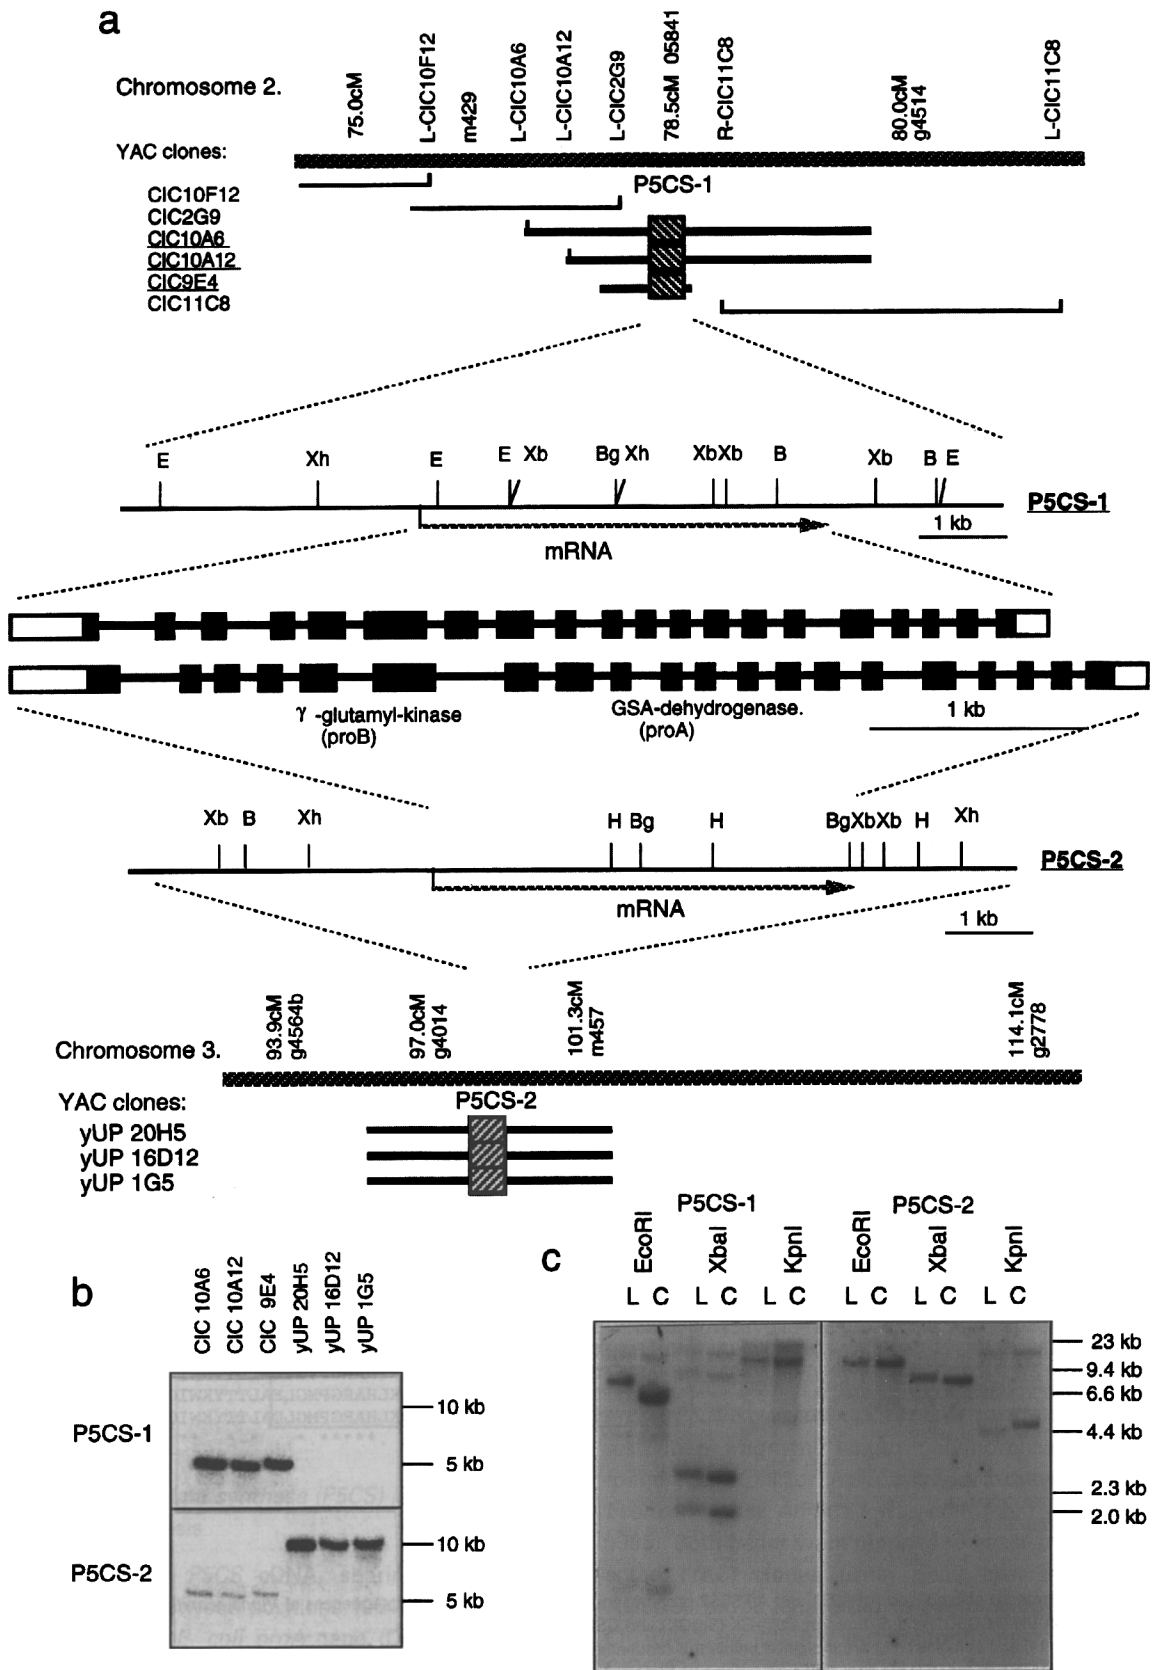 a
Chromosome 2.
75.0cM
L-CIC10F12
m429
L-CIC10A6
L-CIC10A12
L-CIC2G9
78.5cM 05841
R-CIC11C8
80.0cM
g4514
L-CIC11C8
YAC clones:
P5CS-1
CIC10F12
CIC2G9
CIC10A6
CIC10A12
CIC9E4
CIC11C8
E Xh E E Xb Bg Xh Xb Xb B Xb B E
P5CS-1
1 kb
mRNA
γ -glutamyl-kinase
(proB)
GSA-dehydrogenase.
(proA)
1 kb
Xb B Xh H Bg H Bg Xb Xb H Xh
P5CS-2
mRNA
1 kb
Chromosome 3.
93.9cM
g4564b
97.0cM
g4014
101.3cM
m457
114.1cM
g2778
YAC clones:
P5CS-2
yUP 20H5
yUP 16D12
yUP 1G5
b
CIC 10A6
CIC 10A12
CIC 9E4
yUP 20H5
yUP 16D12
yUP 1G5
P5CS-1
10 kb
5 kb
P5CS-2
10 kb
5 kb
c
P5CS-1
P5CS-2
EcoRI
XbaI
KpnI
EcoRI
XbaI
KpnI
L C L C L C L C L C L C
23 kb
9.4 kb
6.6 kb
4.4 kb
2.3 kb
2.0 kb